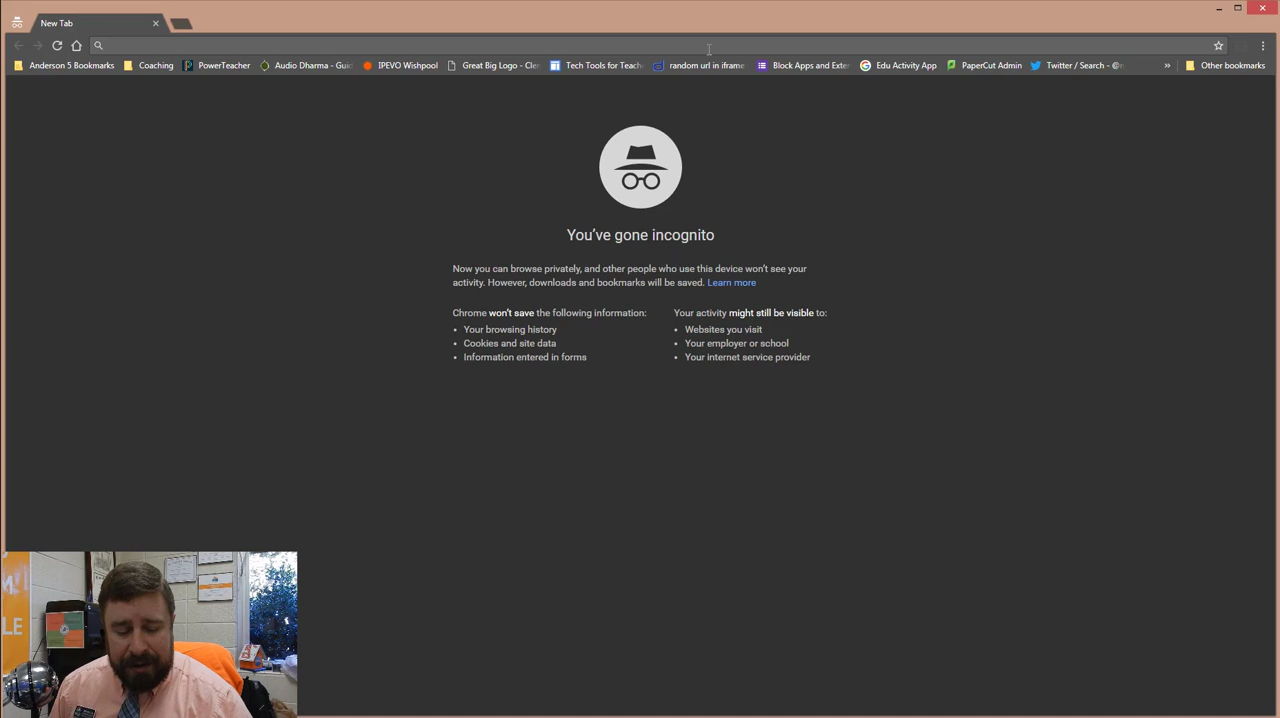 New Tab
Anderson 5 Bookmarks Coaching PowerTeacher Audio Dharma - Gui IPEVO Wishpool Great Big Logo - Cle Tech Tools for Teach random url in iframe Block Apps and Exte Edu Activity App PaperCut Admin Twitter / Search - @ » Other bookmarks
You've gone incognito
Now you can browse privately, and other people who use this device won't see your
activity. However, downloads and bookmarks will be saved. Learn more
Chrome won't save the following information:
• Your browsing history
• Cookies and site data
• Information entered in forms
Your activity might still be visible to:
• Websites you visit
• Your employer or school
• Your internet service provider
LE